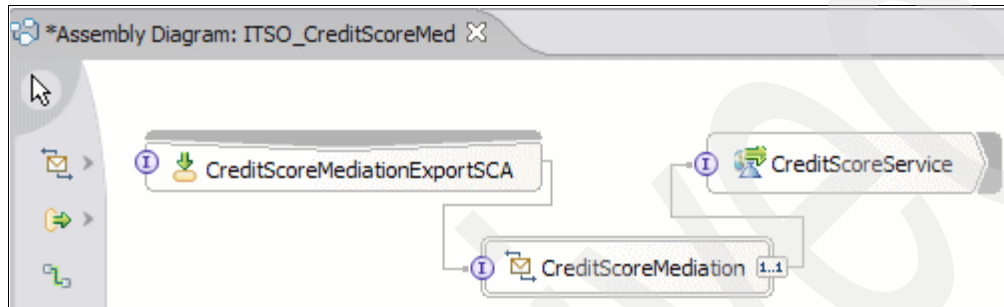 *Assembly Diagram: ITSO_CreditScoreMed
I CreditScoreMediationExportSCA
I CreditScoreService
I CreditScoreMediation 1..1